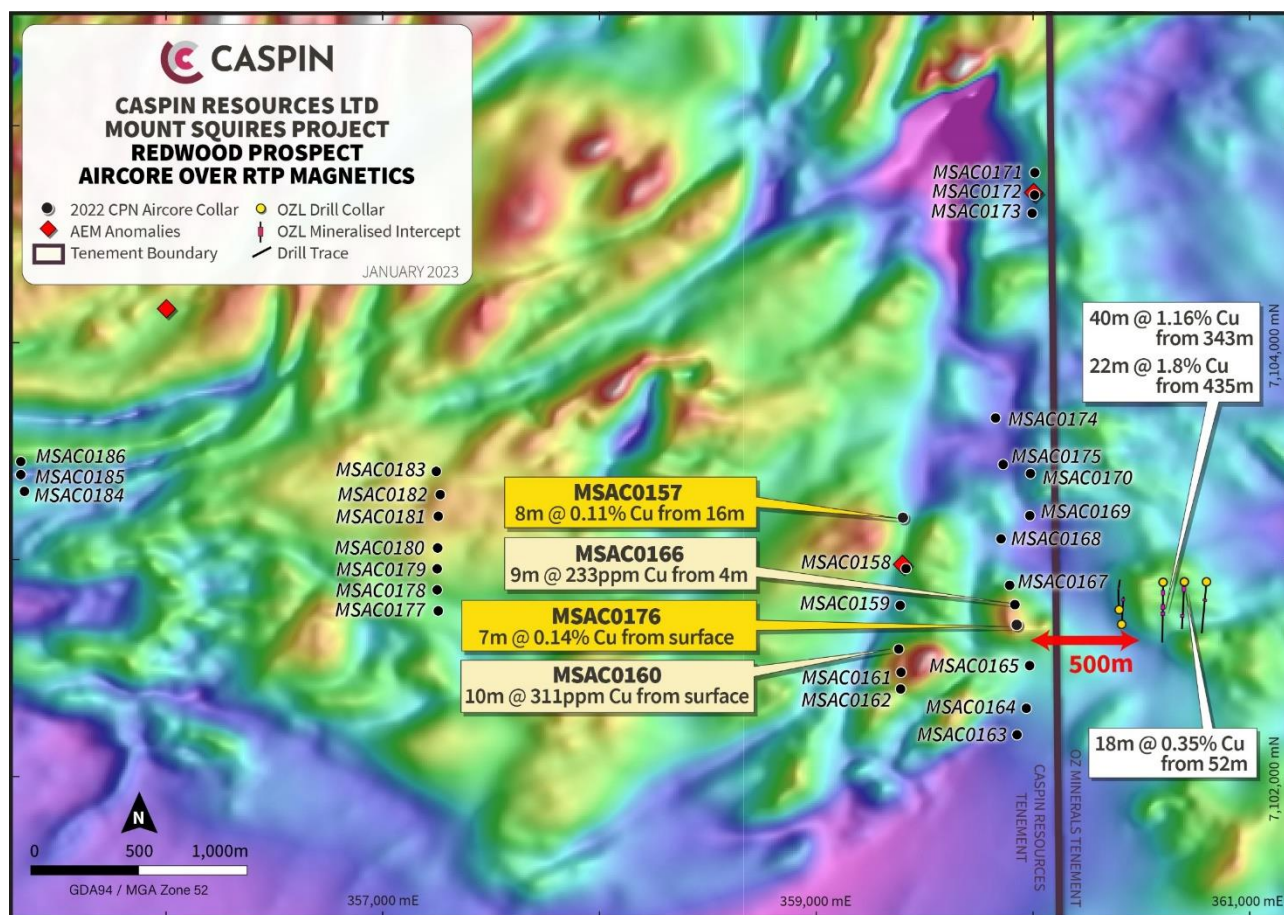 CASPIN
CASPIN RESOURCES LTD
MOUNT SQUIRES PROJECT
REDWOOD PROSPECT
AIRCORE OVER RTP MAGNETICS
2022 CPN Aircore Collar
OZL Drill Collar
AEM Anomalies
OZL Mineralised Intercept
Tenement Boundary
Drill Trace
JANUARY 2023
MSAC0171
MSAC0172
MSAC0173
40m @ 1.16% Cu
from 343m
22m @ 1.8% Cu
from 435m
7,104,000 mN
MSAC0174
MSAC0175
MSAC0170
MSAC0169
MSAC0168
MSAC0167
MSAC0186
MSAC0185
MSAC0184
MSAC0183
MSAC0182
MSAC0181
MSAC0180
MSAC0179
MSAC0178
MSAC0177
MSAC0157
8m @ 0.11% Cu from 16m
MSAC0166
9m @ 233ppm Cu from 4m
MSAC0176
7m @ 0.14% Cu from surface
MSAC0160
10m @ 311ppm Cu from surface
MSAC0158
MSAC0159
MSAC0161
MSAC0162
MSAC0165
MSAC0164
MSAC0163
500m
18m @ 0.35% Cu
from 52m
CASPIN RESOURCES
TENEMENT
OZ MINERALS TENEMENT
7,102,000 mN
N
0 500 1,000m
GDA94 / MGA Zone 52
357,000 mE
359,000 mE
361,000 mE